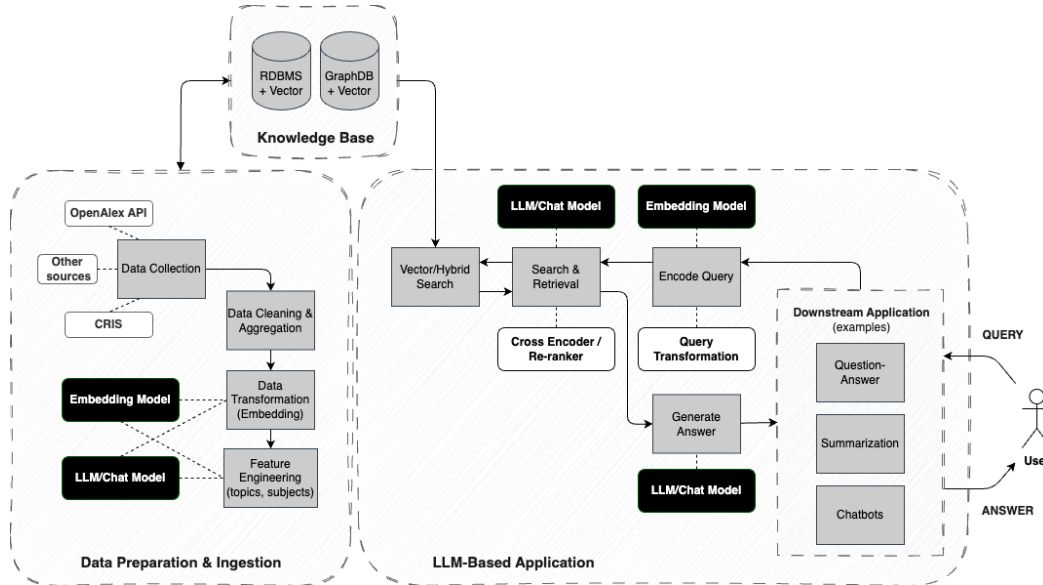 RDBMS
+ Vector
GraphDB
+ Vector
Knowledge Base
OpenAlex API
Other
sources
CRIS
Data Collection
Data Cleaning &
Aggregation
Embedding Model
Data
Transformation
(Embedding)
LLM/Chat Model
Feature
Engineering
(topics, subjects)
Data Preparation & Ingestion
LLM/Chat Model
Embedding Model
Vector/Hybrid
Search
Search &
Retrieval
Encode Query
Cross Encoder /
Re-ranker
Query
Transformation
Generate
Answer
LLM/Chat Model
Downstream Application
(examples)
Question-
Answer
Summarization
Chatbots
LLM-Based Application
QUERY
User
ANSWER